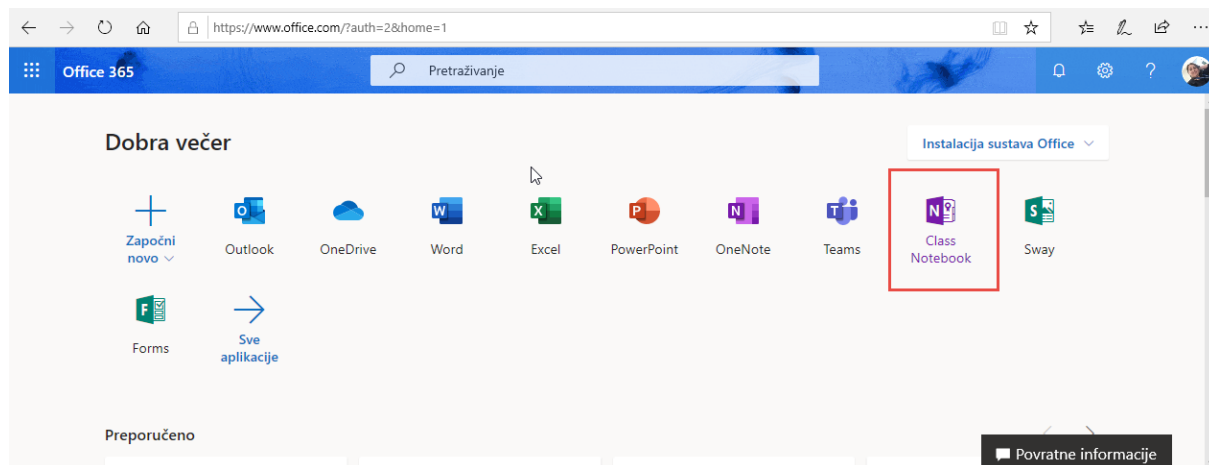 https://www.office.com/?auth=2&home=1
Office 365
Pretraživanje
Dobra večer
Instalacija sustava Office
Započni
novo
Outlook
OneDrive
Word
Excel
PowerPoint
OneNote
Teams
Class
Notebook
Sway
Forms
Sve
aplikacije
Preporučeno
Povratne informacije